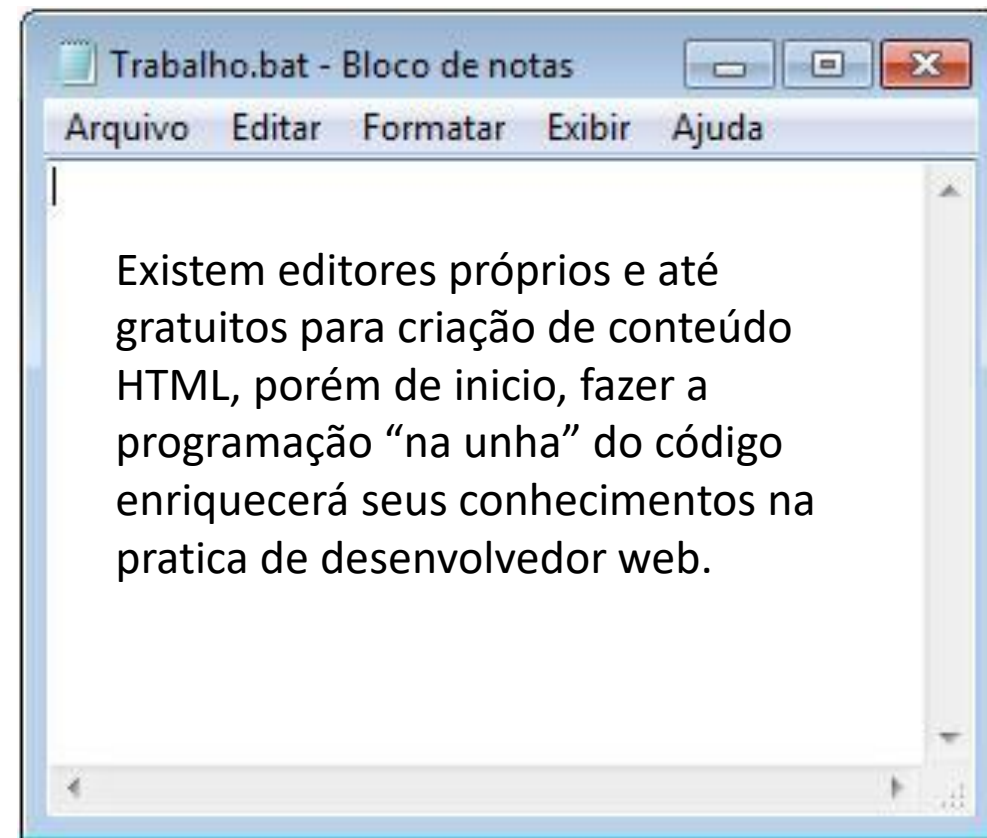 Trabalho.bat - Bloco de notas
Arquivo Editar Formatar Exibir Ajuda
Existem editores próprios e até
gratuitos para criação de conteúdo
HTML, porém de inicio, fazer a
programação “na unha” do código
enriquecerá seus conhecimentos na
pratica de desenvolvedor web.